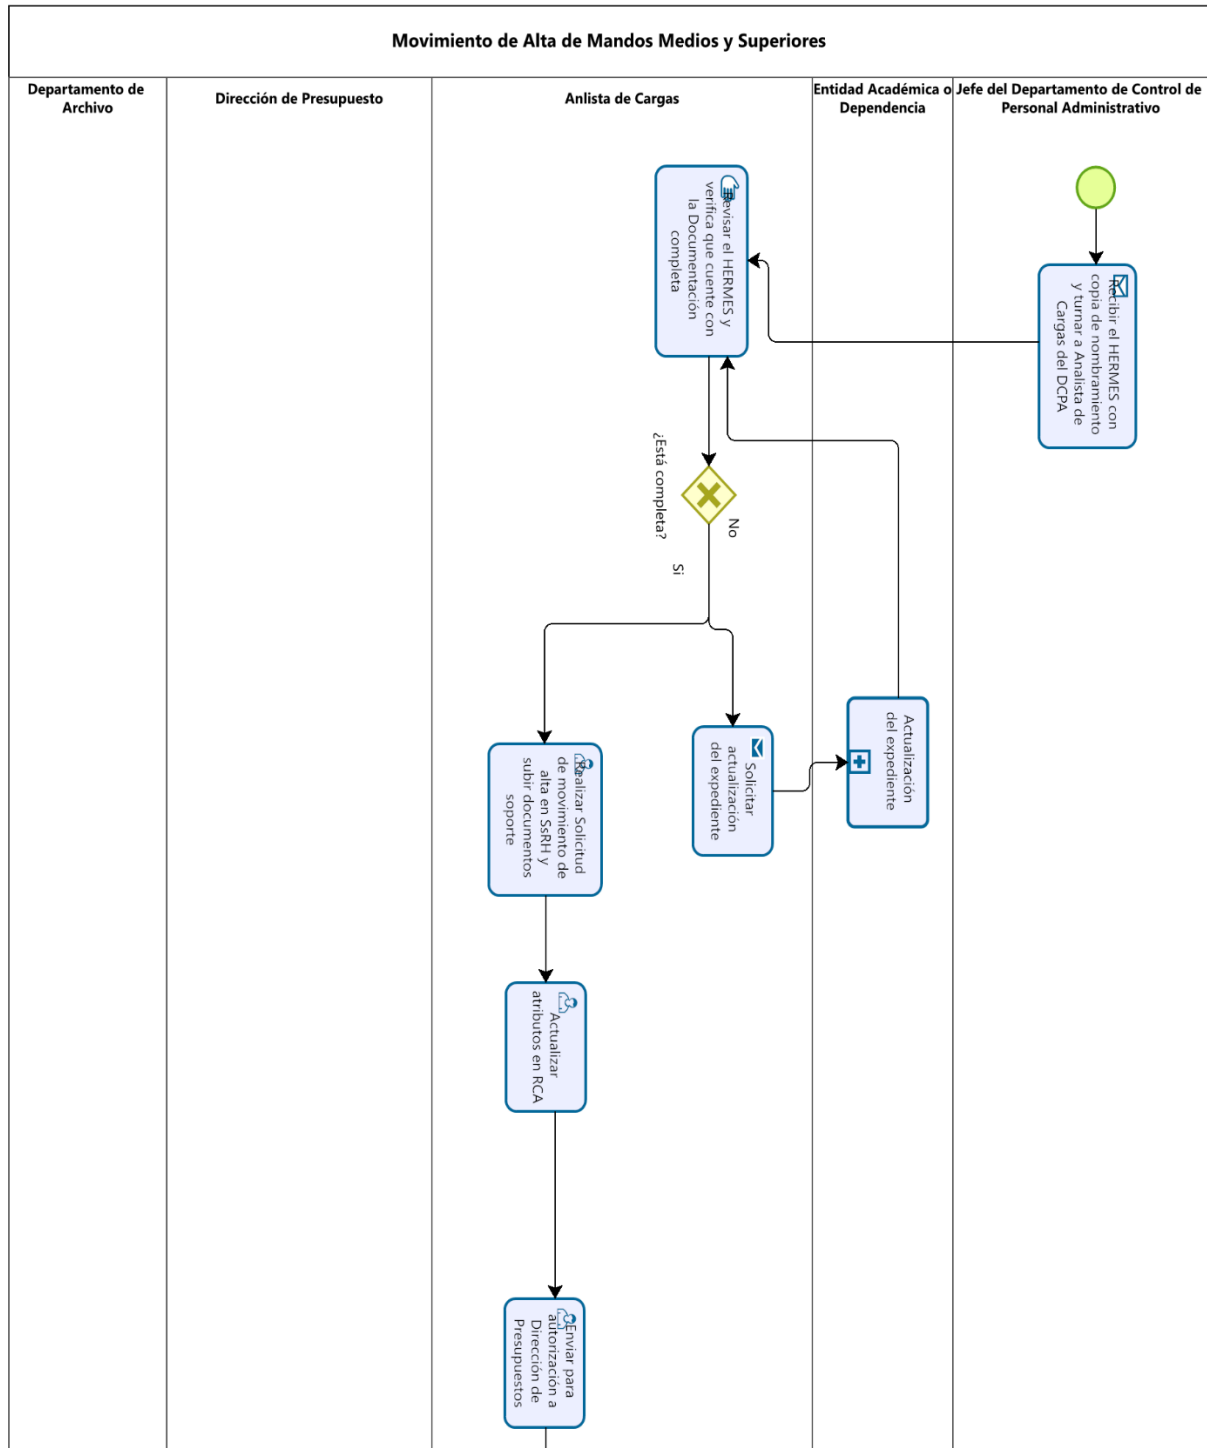 Movimiento de Alta de Mandos Medios y Superiores
Departamento de
Archivo
Dirección de Presupuesto
Anlista de Cargas
Entidad Académica o
Dependencia
Jefe del Departamento de Control de
Personal Administrativo
Recibir el HERMES con
copia de nombramiento
y turnar a Analista de
Cargas del DCPA
Revisar el HERMES y
verifica que cuente con
la Documentación
completa
¿Está completa?
No
Si
Solicitar
actualización
del expediente
Actualización
del expediente
Realizar Solicitud
de movimiento de
alta en SsRH y
subir documentos
soporte
Actualizar
atributos en RCA
Enviar para
autorización a
Dirección de
Presupuestos